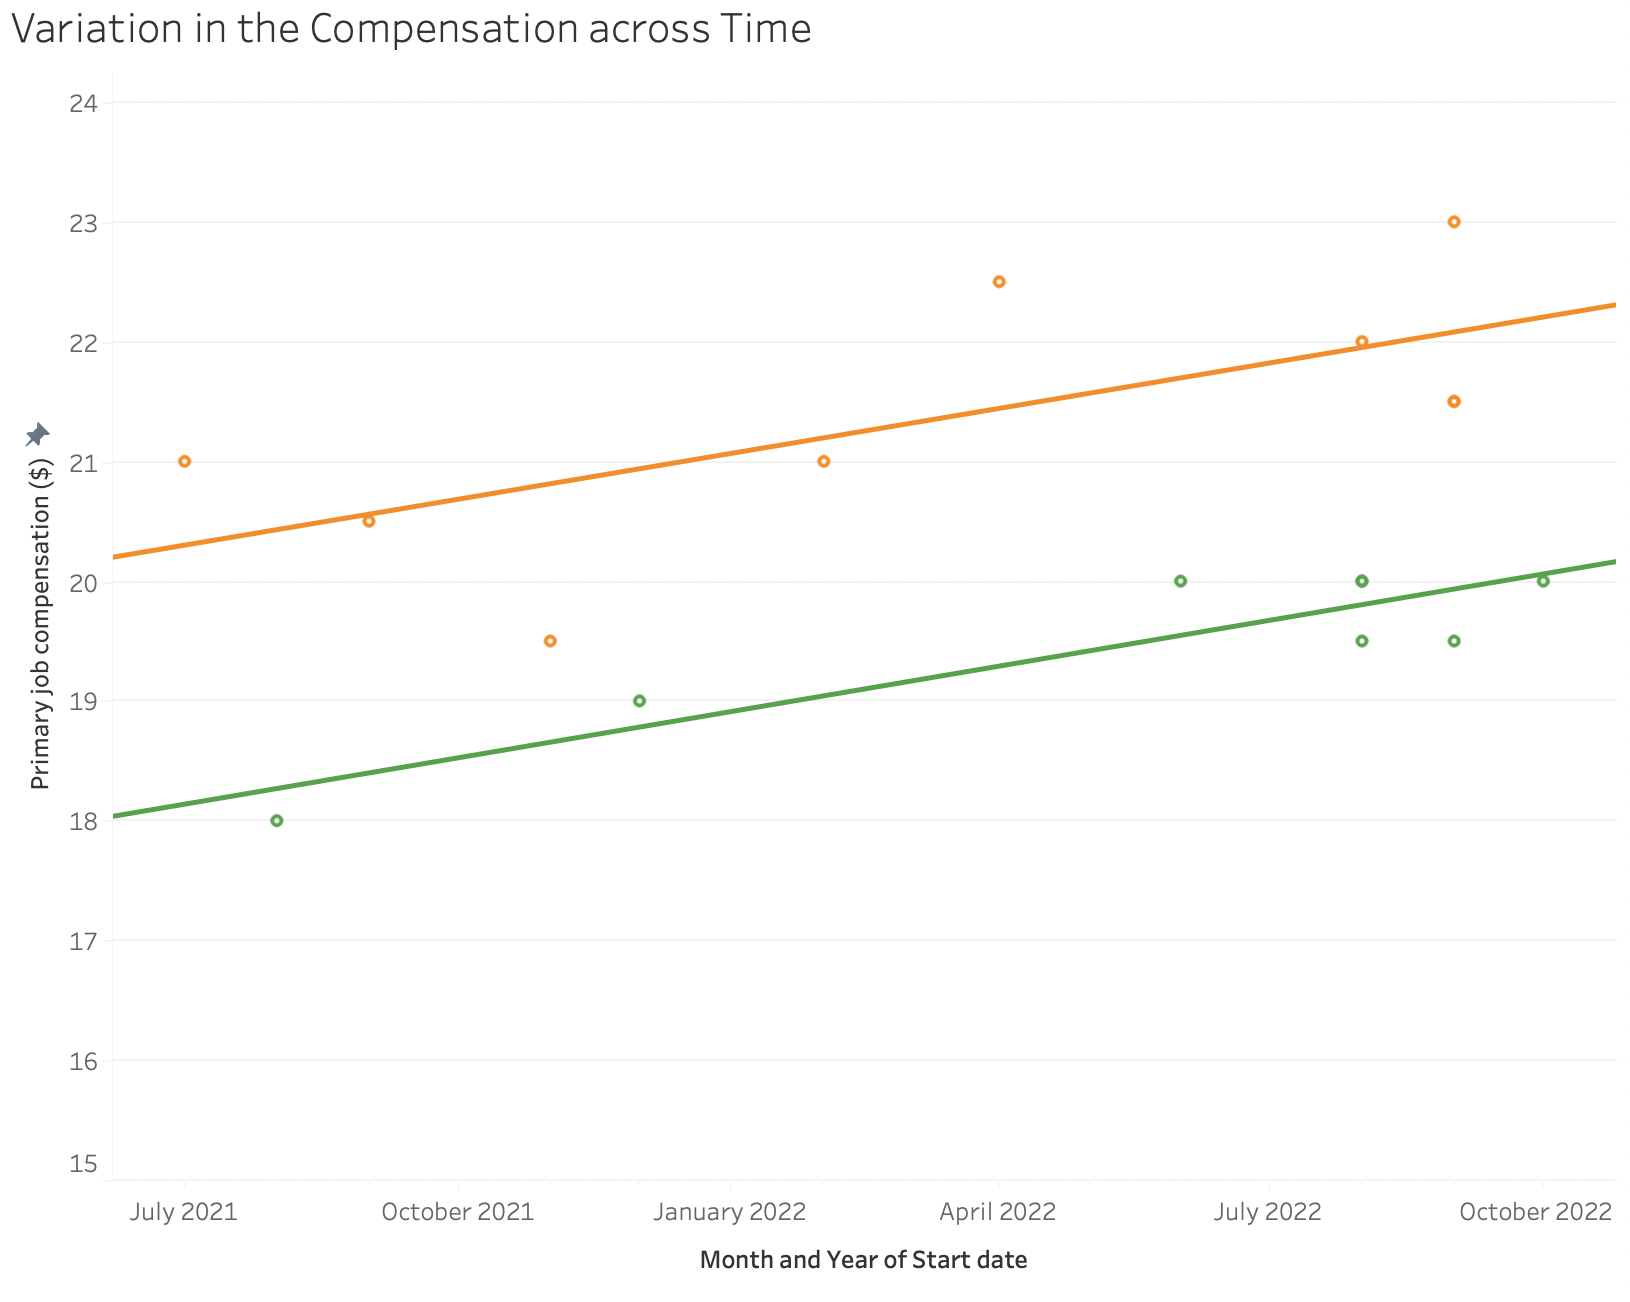 Variation in the Compensation across Time
24
23
22
21
20
19
18
17
16
15
Primary job compensation ($)
July 2021
October 2021
January 2022
April 2022
July 2022
October 2022
Month and Year of Start date